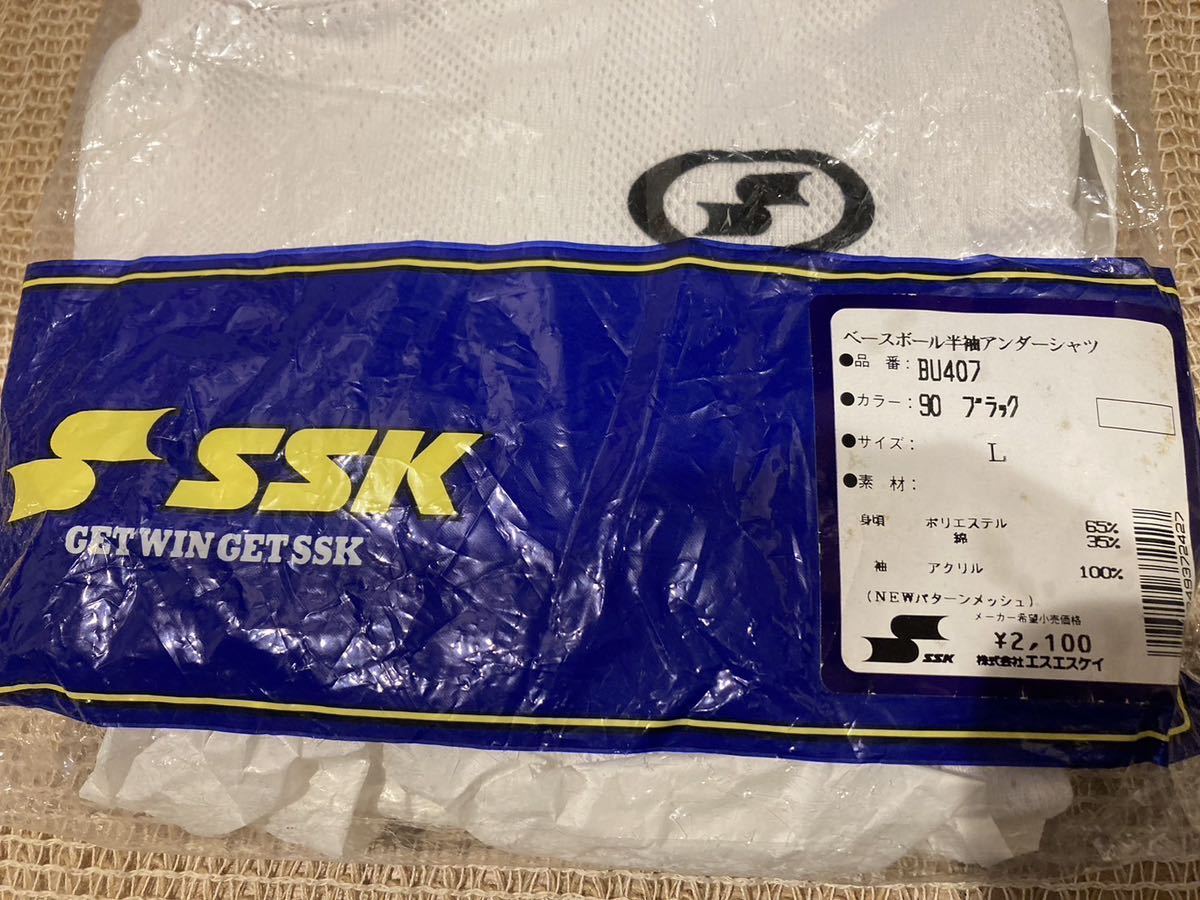 SSK
GET WIN GET SSK
ベースボール半袖アンダーシャツ
●品 番: BU407
●カラー: 90 ブラック
●サイズ: L
●素 材:
身頃 ポリエステル 65%
綿 35%
袖 アクリル 100%
(NEWパターンメッシュ)
メーカー希望小売価格
¥2,100
SSK 株式会社エスエスケイ
49372427